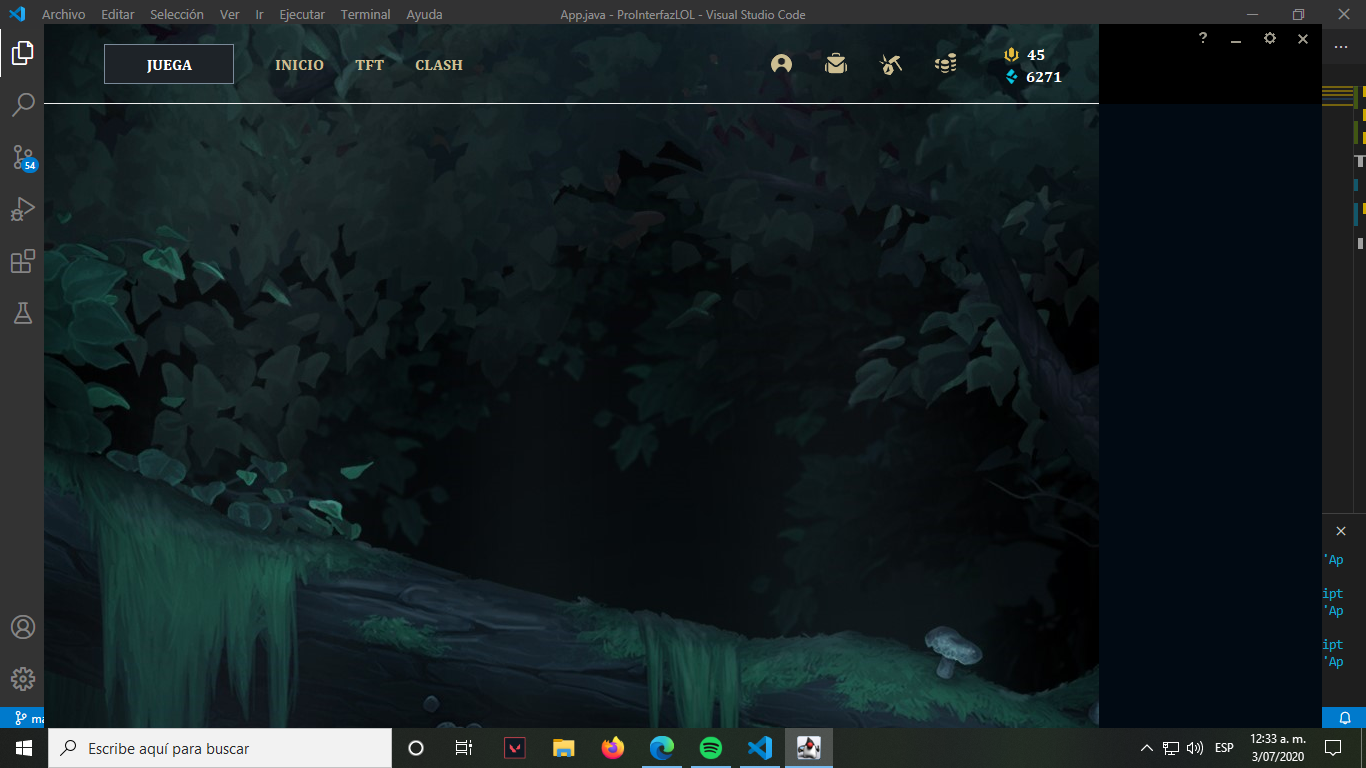 Archivo Editar Selección Ver Ir Ejecutar Terminal Ayuda App.java - ProInterfazLOL - Visual Studio Code
JUEGA INICIO TFT CLASH 45 ?
6271
54
'Ap
ipt
'Ap
ipt
'Ap
ma
Escribe aquí para buscar
ESP
12:33 a. m.
3/07/2020